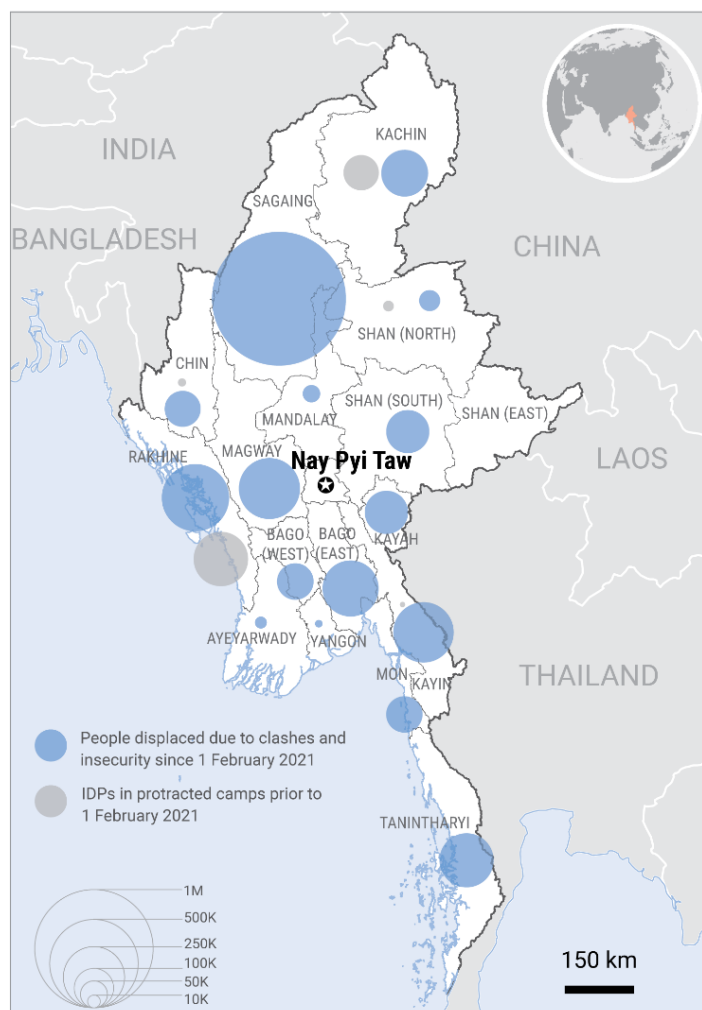 KACHIN
INDIA
SAGAING
BANGLADESH
CHINA
SHAN (NORTH)
CHIN
MANDALAY
SHAN (SOUTH)
SHAN (EAST)
RAKHINE
MAGWAY
Nay Pyi Taw
LAOS
BAGO
(WEST)
BAGO
(EAST)
KAYAH
AYEYARWADY
YANGON
MON
KAYIN
THAILAND
People displaced due to clashes and
insecurity since 1 February 2021
IDPs in protracted camps prior to
1 February 2021
TANINTHARYI
1M
500K
250K
100K
50K
10K
150 km